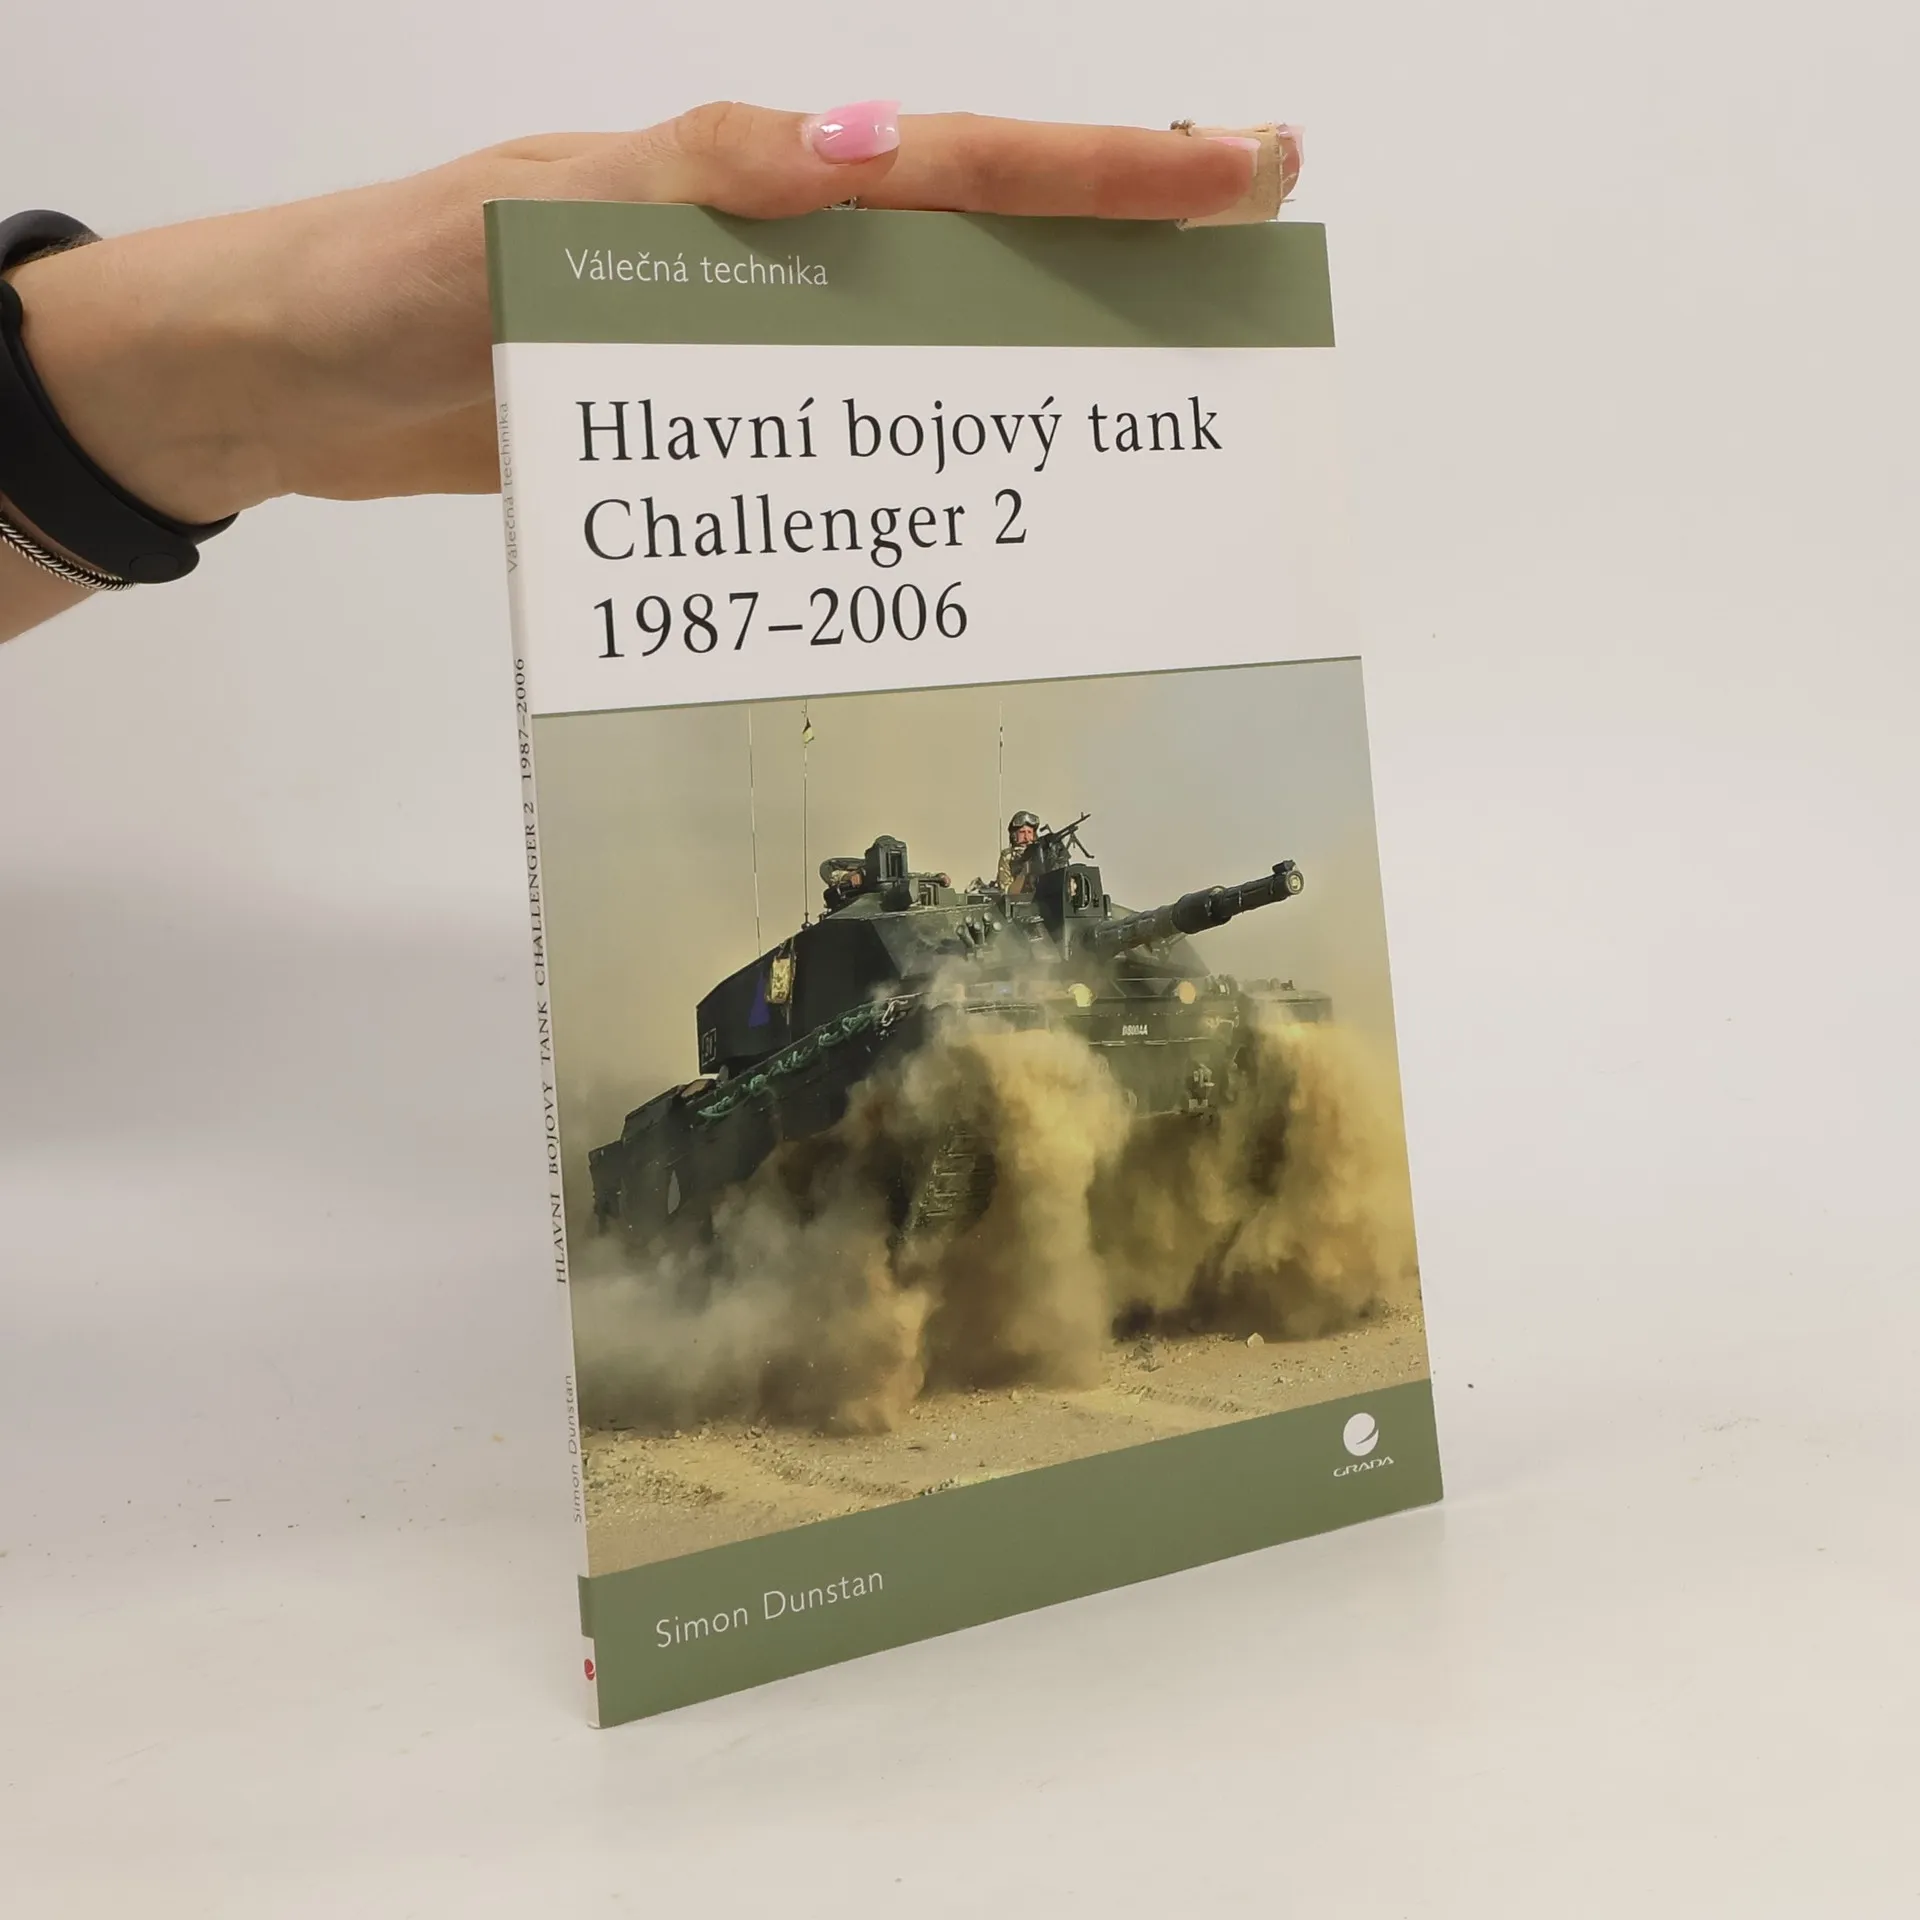 Válečná technika
Hlavní bojový tank
Challenger 2
1987–2006
DS00AA
GRADA
Simon Dunstan
Válečná technika
HLAVNÍ BOJOVÝ TANK CHALLENGER 2 1987–2006
Simon Dunstan